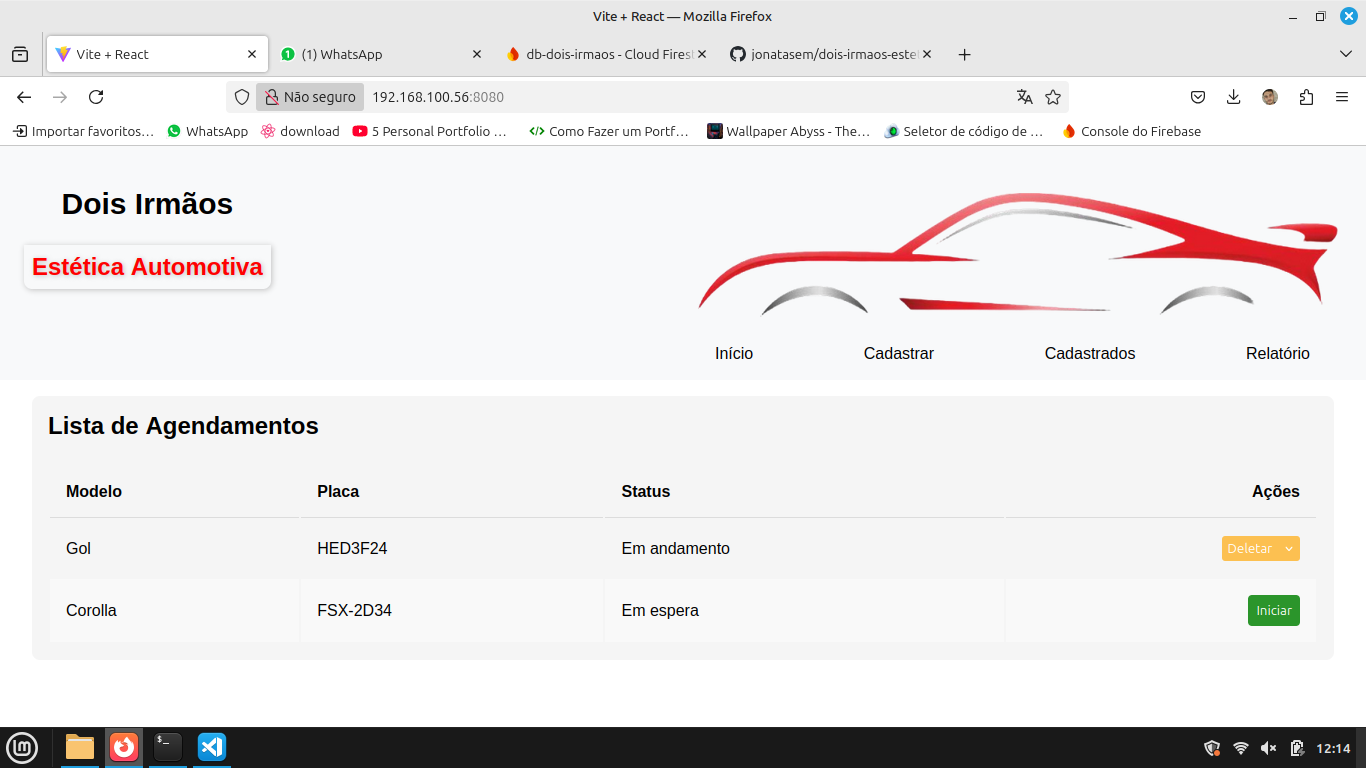 Vite + React — Mozilla Firefox
Vite + React
(1) WhatsApp
db-dois-irmaos - Cloud Fires
jonatasem/dois-irmaos-este
Não seguro
192.168.100.56:8080
Importar favoritos…
WhatsApp
download
5 Personal Portfolio …
Como Fazer um Portf…
Wallpaper Abyss - The…
Seletor de código de …
Console do Firebase
Dois Irmãos
Estética Automotiva
Início Cadastrar Cadastrados Relatório
Lista de Agendamentos
Modelo Placa Status Ações
Gol HED3F24 Em andamento Deletar
Corolla FSX-2D34 Em espera Iniciar
12:14